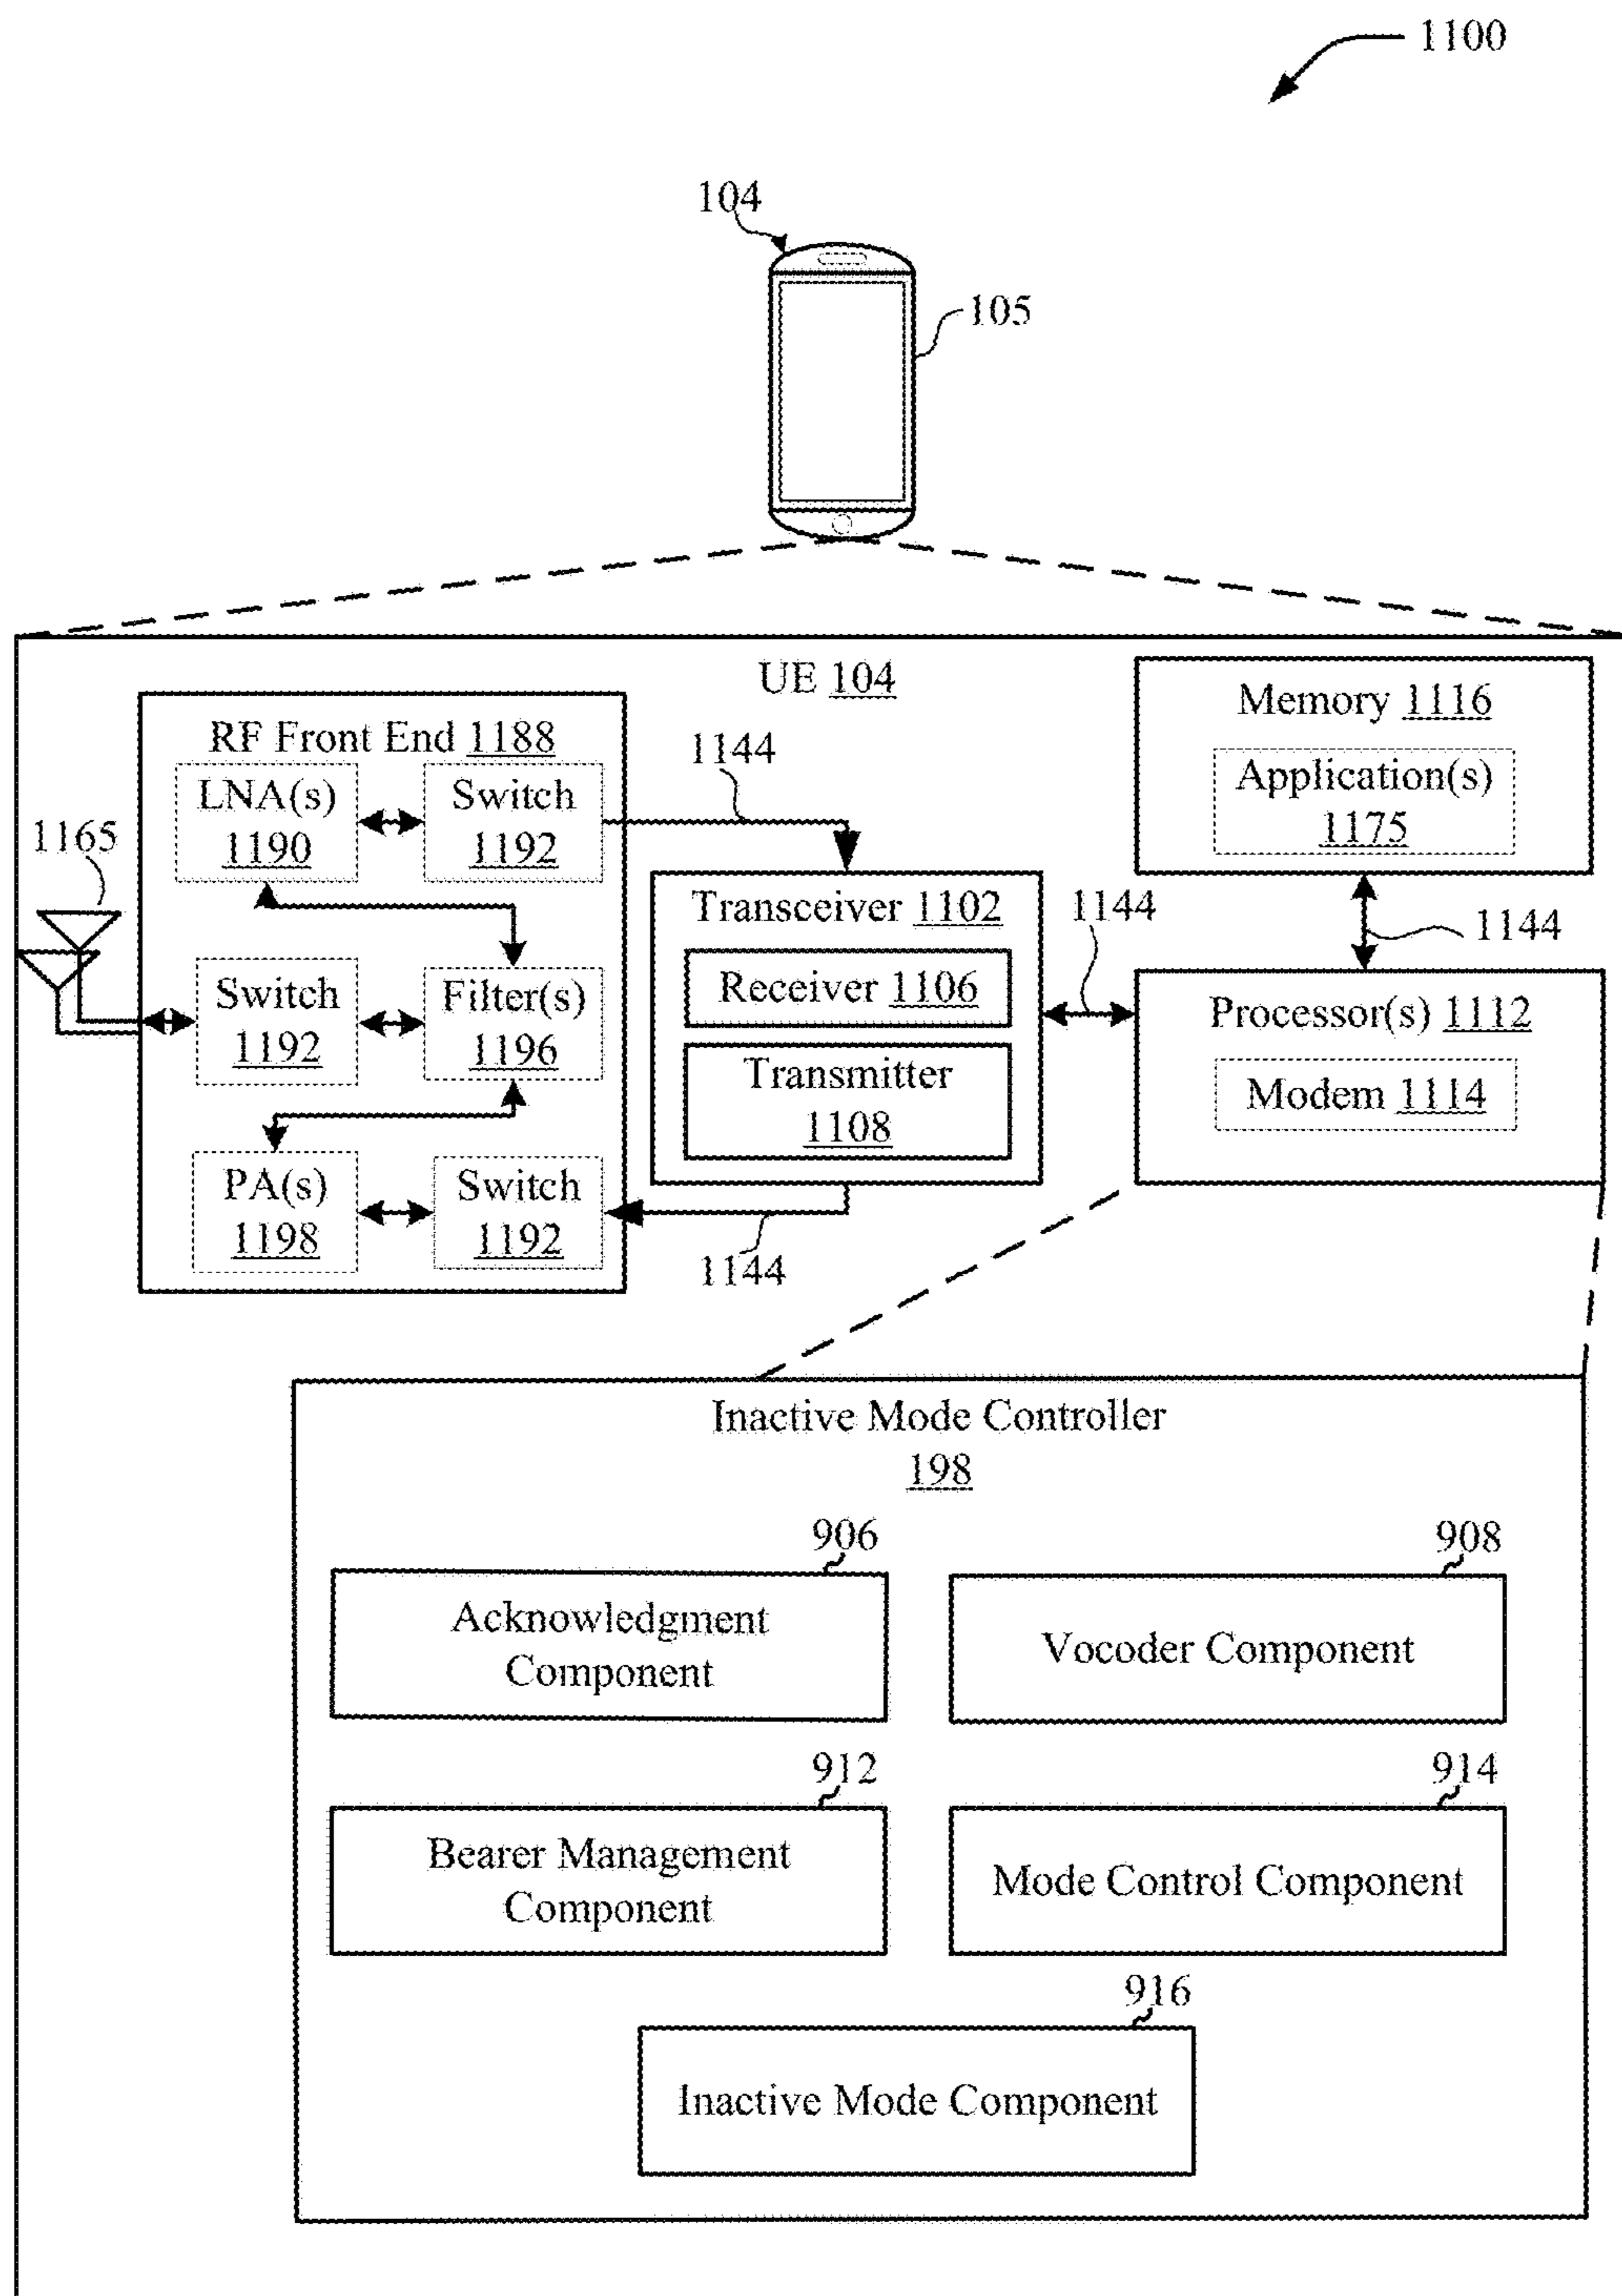 1100
104
105
UE 104
RF Front End 1188
LNA(s)
1190
Switch
1192
1144
Memory 1116
Application(s)
1175
1165
Transceiver 1102
Receiver 1106
Transmitter
1108
1144
1144
Switch
1192
Filter(s)
1196
Processor(s) 1112
Modem 1114
PA(s)
1198
Switch
1192
1144
Inactive Mode Controller
198
906
Acknowledgment
Component
908
Vocoder Component
912
Bearer Management
Component
914
Mode Control Component
916
Inactive Mode Component